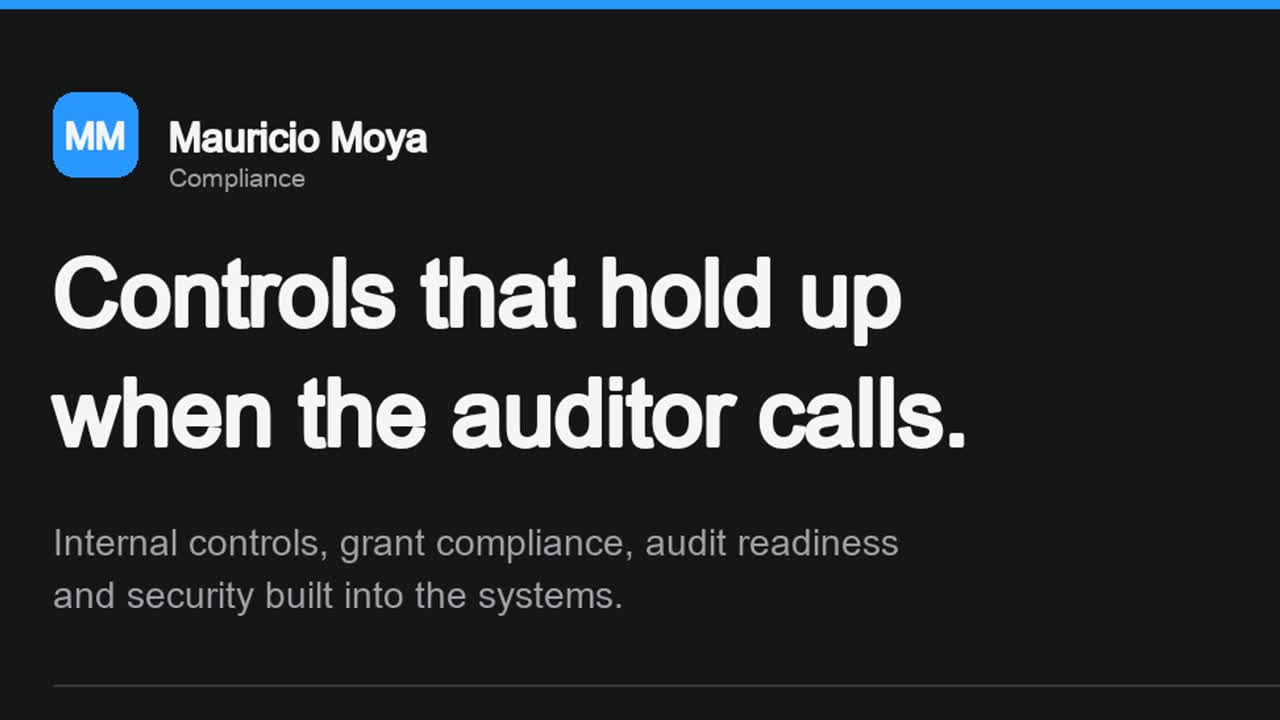 MM
Mauricio Moya
Compliance
Controls that hold up
when the auditor calls.
Internal controls, grant compliance, audit readiness
and security built into the systems.